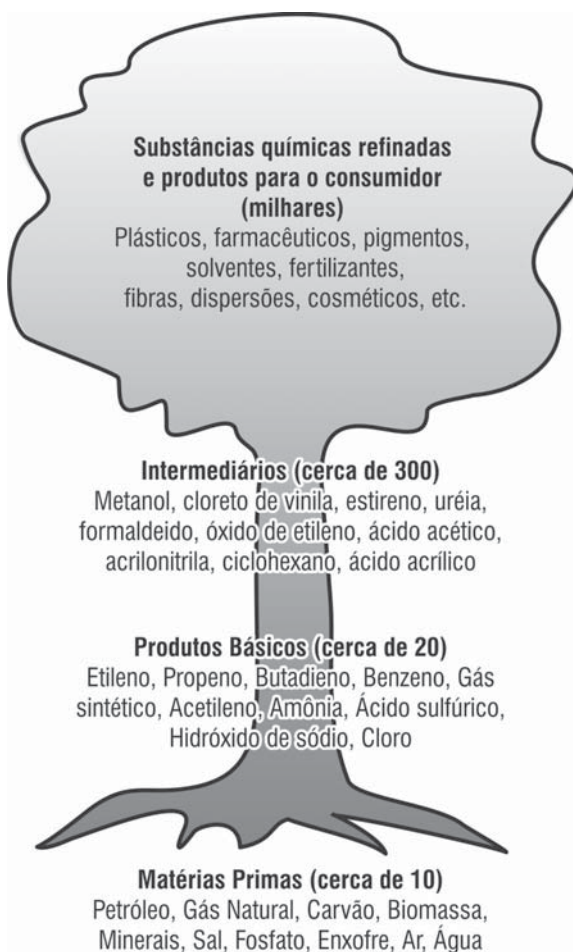 Substâncias químicas refinadas
e produtos para o consumidor
(milhares)
Plásticos, farmacêuticos, pigmentos,
solventes, fertilizantes,
fibras, dispersões, cosméticos, etc.
Intermediários (cerca de 300)
Metanol, cloreto de vinila, estireno, uréia,
formaldeido, óxido de etileno, ácido acético,
acrilonitrila, ciclohexano, ácido acrílico
Produtos Básicos (cerca de 20)
Etileno, Propeno, Butadieno, Benzeno, Gás
sintético, Acetileno, Amônia, Ácido sulfúrico,
Hidróxido de sódio, Cloro
Matérias Primas (cerca de 10)
Petróleo, Gás Natural, Carvão, Biomassa,
Minerais, Sal, Fosfato, Enxofre, Ar, Água